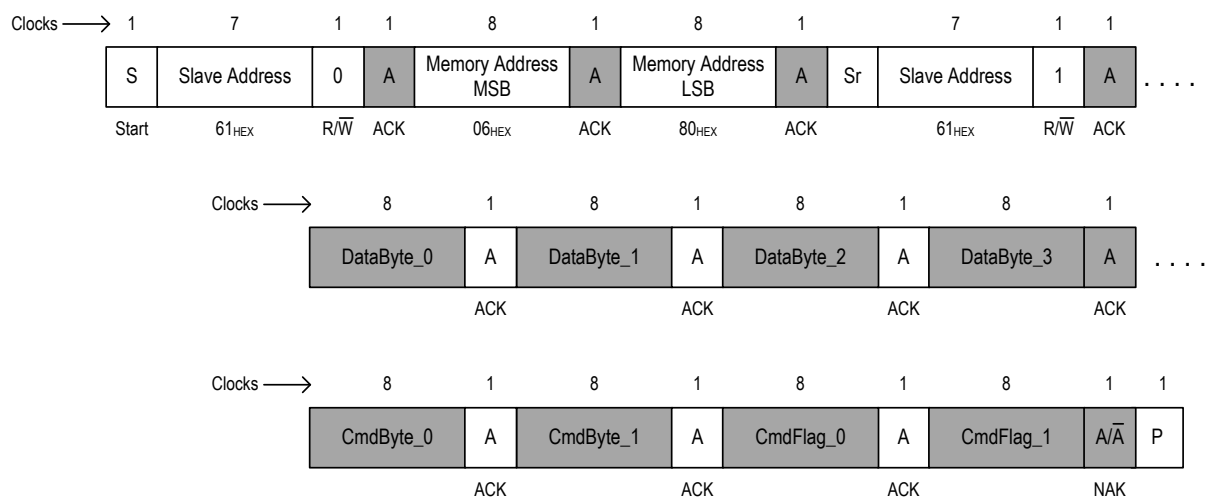 Clocks → 1 7 1 1 8 1 8 1 7 1 1
S Slave Address 0 A Memory Address MSB A Memory Address LSB A Sr Slave Address 1 A . . . .
Start 61HEX R/W̅ ACK 06HEX ACK 80HEX ACK 61HEX R/W̅ ACK
Clocks → 8 1 8 1 8 1 8 1
DataByte_0 A DataByte_1 A DataByte_2 A DataByte_3 A . . . .
ACK ACK ACK ACK
Clocks → 8 1 8 1 8 1 8 1 1
CmdByte_0 A CmdByte_1 A CmdFlag_0 A CmdFlag_1 A/A̅ P
ACK ACK ACK NAK